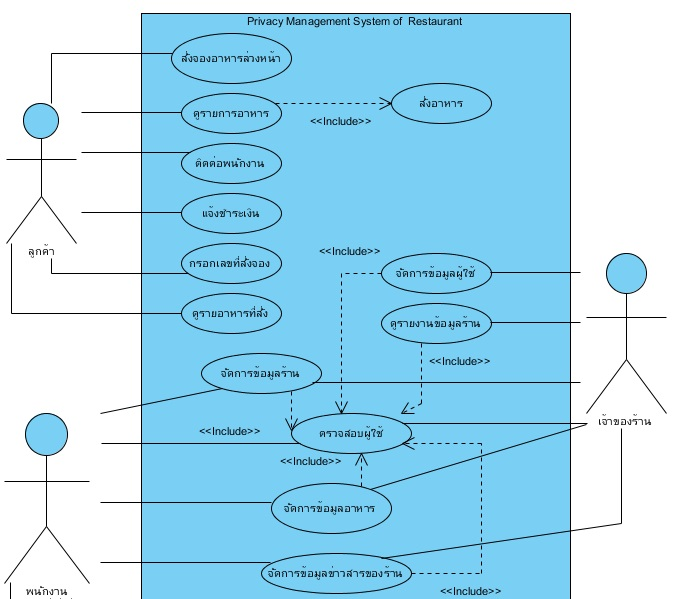 Privacy Management System of Restaurant
สั่งจองอาหารล่วงหน้า
ดูรายการอาหาร
สั่งอาหาร
<<Include>>
ติดต่อพนักงาน
แจ้งชำระเงิน
ลูกค้า
กรอกเลขที่สั่งจอง
<<Include>>
จัดการข้อมูลผู้ใช้
ดูรายอาหารที่สั่ง
ดูรายงานข้อมูลร้าน
<<Include>>
จัดการข้อมูลร้าน
เจ้าของร้าน
<<Include>>
ตรวจสอบผู้ใช้
<<Include>>
จัดการข้อมูลอาหาร
จัดการข้อมูลข่าวสารของร้าน
พนักงาน
<<Include>>